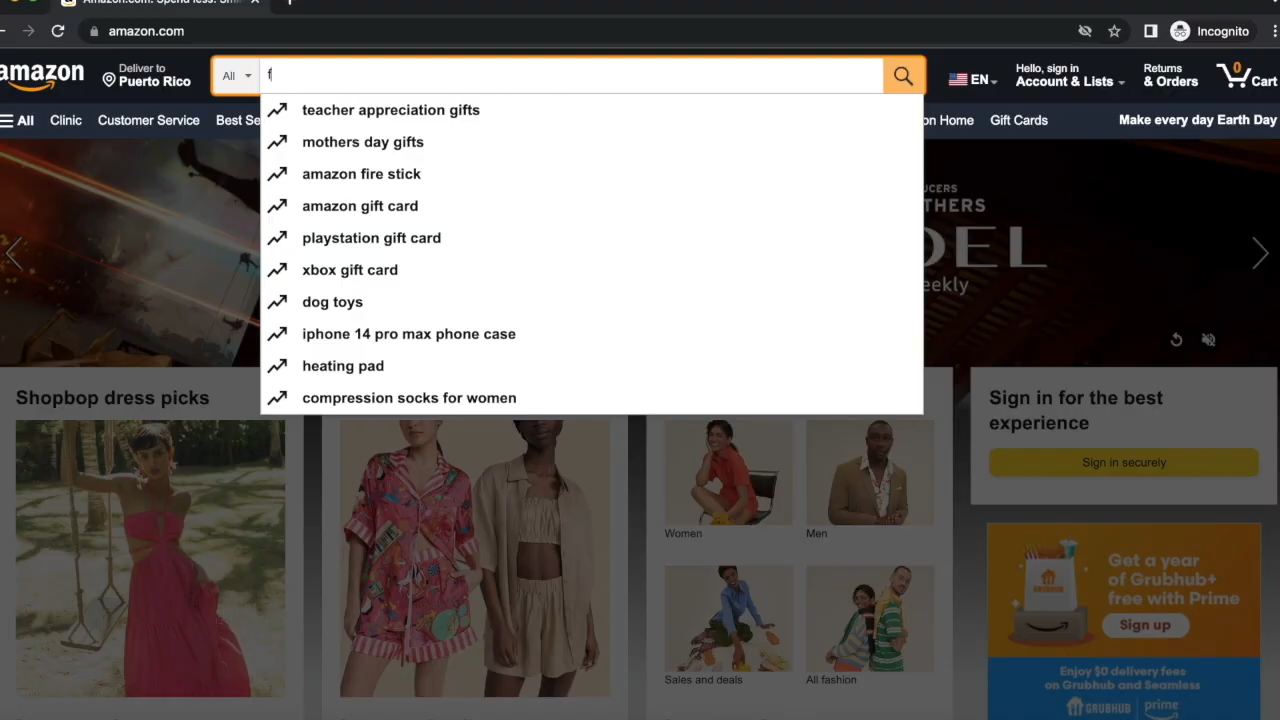 amazon.com
Incognito
amazon
Deliver to
Puerto Rico
All
f
EN
Hello, sign in
Account & Lists
Returns
& Orders
0
Cart
All
Clinic
Customer Service
Best Se
on Home
Gift Cards
Make every day Earth Day
teacher appreciation gifts
mothers day gifts
amazon fire stick
amazon gift card
playstation gift card
xbox gift card
dog toys
iphone 14 pro max phone case
heating pad
compression socks for women
UCERS
THERS
DEL
eekly
Shopbop dress picks
Women
Men
Sales and deals
All fashion
Sign in for the best
experience
Sign in securely
GRUBHUB
Get a year
of Grubhub+
free with Prime
Sign up
Enjoy $0 delivery fees
on Grubhub and Seamless
GRUBHUB
prime